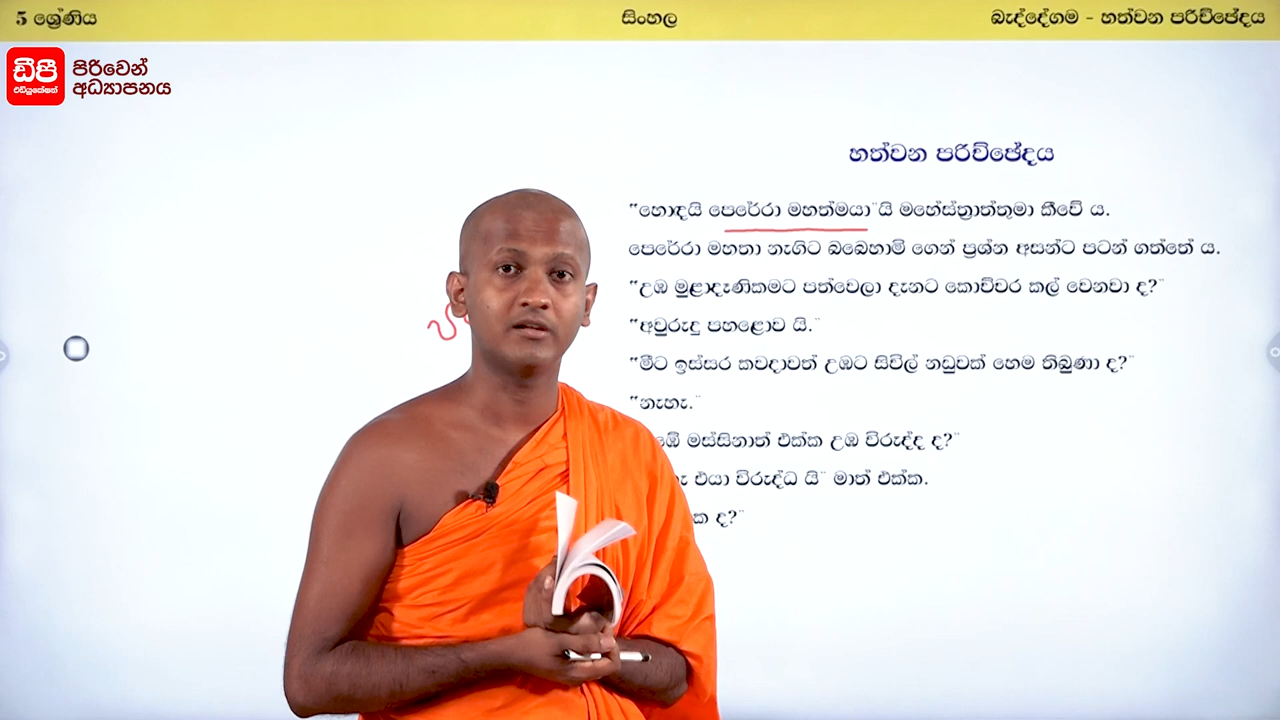 5 ශ්‍රේණිය
සිංහල
බැද්දේගම - හත්වන පරිච්ඡේදය
ඩීපී
එඩියුකේෂන්
පිරිවෙන්
අධ්‍යාපනය
හත්වන පරිච්ඡේදය
"හොඳයි පෙරේරා මහත්මයා"යි මහේස්ත්‍රාත්තුමා කීවේ ය.
පෙරේරා මහතා නැගිට බබෙහාමි ගෙන් ප්‍රශ්න අසන්ට පටන් ගත්තේ ය.
"උඹ මුළාදෑණිකමට පත්වෙලා දැනට කොච්චර කල් වෙනවා ද?"
"අවුරුදු පහළොව යි."
"මීට ඉස්සර කවදාවත් උඹට සිවිල් නඩුවක් හෙම තිබුණා ද?"
"නැහැ."
මස්සිනාත් එක්ක උඹ විරුද්ද ද?"
එයා විරුද්ධ යි" මාත් එක්ක.
ද?"